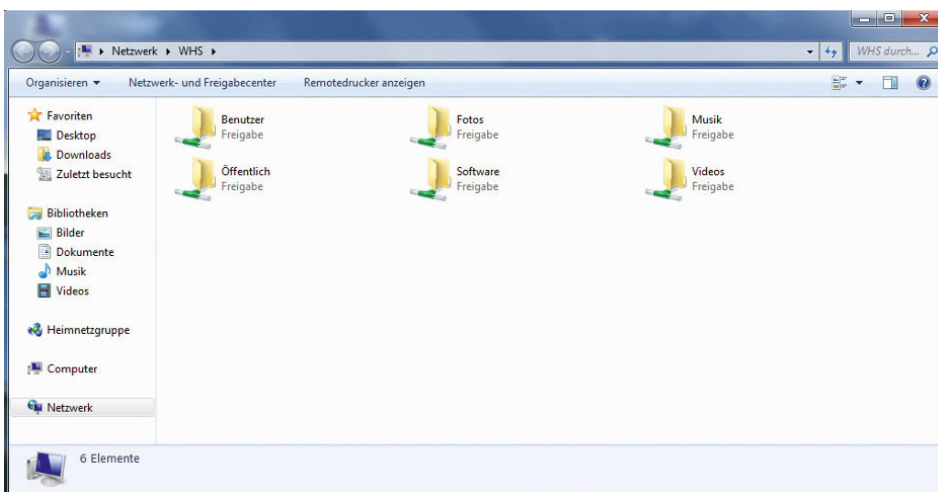 Netzwerk WHS
WHS durch...
Organisieren Netzwerk- und Freigabecenter Remotedrucker anzeigen
Favoriten
Desktop
Downloads
Zuletzt besucht
Bibliotheken
Bilder
Dokumente
Musik
Videos
Heimnetzgruppe
Computer
Netzwerk
Benutzer
Freigabe
Fotos
Freigabe
Musik
Freigabe
Öffentlich
Freigabe
Software
Freigabe
Videos
Freigabe
6 Elemente